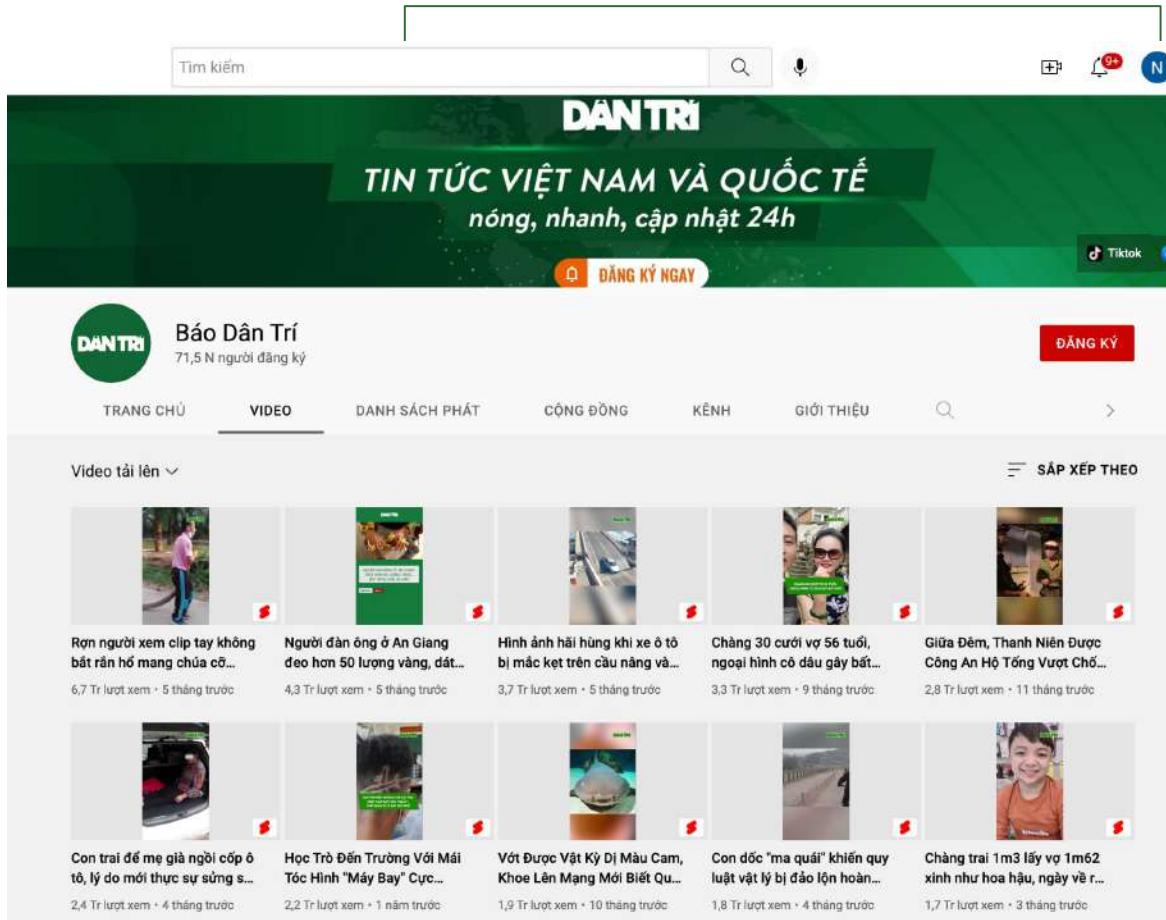 Tìm kiếm
9+
N
DÂN TRÍ
TIN TỨC VIỆT NAM VÀ QUỐC TẾ
nóng, nhanh, cập nhật 24h
Tiktok
ĐĂNG KÝ NGAY
DÂN TRÍ
Báo Dân Trí
71,5 N người đăng ký
ĐĂNG KÝ
TRANG CHỦ VIDEO DANH SÁCH PHÁT CỘNG ĐỒNG KÊNH GIỚI THIỆU
Video tải lên
SẮP XẾP THEO
Rợn người xem clip tay không
bắt rắn hổ mang chúa cỡ...
6,7 Tr lượt xem • 5 tháng trước
Người đàn ông ở An Giang
đeo hơn 50 lượng vàng, dát...
4,3 Tr lượt xem • 5 tháng trước
Hình ảnh hãi hùng khi xe ô tô
bị mắc kẹt trên cầu nâng và...
3,7 Tr lượt xem • 5 tháng trước
Chàng 30 cưới vợ 56 tuổi,
ngoại hình cô dâu gây bất...
3,3 Tr lượt xem • 9 tháng trước
Giữa Đêm, Thanh Niên Được
Công An Hộ Tống Vượt Chố...
2,8 Tr lượt xem • 11 tháng trước
Con trai để mẹ già ngồi cốp ô
tô, lý do mới thực sự sửng s...
2,4 Tr lượt xem • 4 tháng trước
Học Trò Đến Trường Với Mái
Tóc Hình "Máy Bay" Cực...
2,2 Tr lượt xem • 1 năm trước
Vớt Được Vật Kỳ Dị Màu Cam,
Khoe Lên Mạng Mới Biết Qu...
1,9 Tr lượt xem • 10 tháng trước
Con dốc "ma quái" khiến quy
luật vật lý bị đảo lộn hoàn...
1,8 Tr lượt xem • 4 tháng trước
Chàng trai 1m3 lấy vợ 1m62
xinh như hoa hậu, ngày về r...
1,7 Tr lượt xem • 3 tháng trước